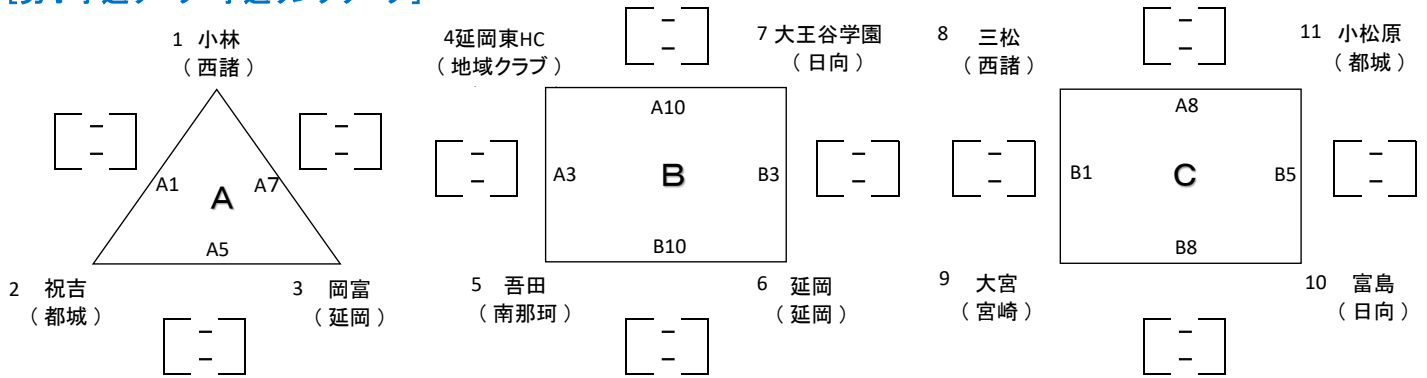 1 小林
（ 西諸 ）
4延岡東HC
（ 地域クラブ ）
7 大王谷学園
（ 日向 ）
8 三松
（ 西諸 ）
11 小松原
（ 都城 ）
A1
A7
A
A5
A10
A3
B
B3
B10
A8
B1
C
B5
B8
2 祝吉
（ 都城 ）
3 岡富
（ 延岡 ）
5 吾田
（ 南那珂 ）
6 延岡
（ 延岡 ）
9 大宮
（ 宮崎 ）
10 富島
（ 日向 ）